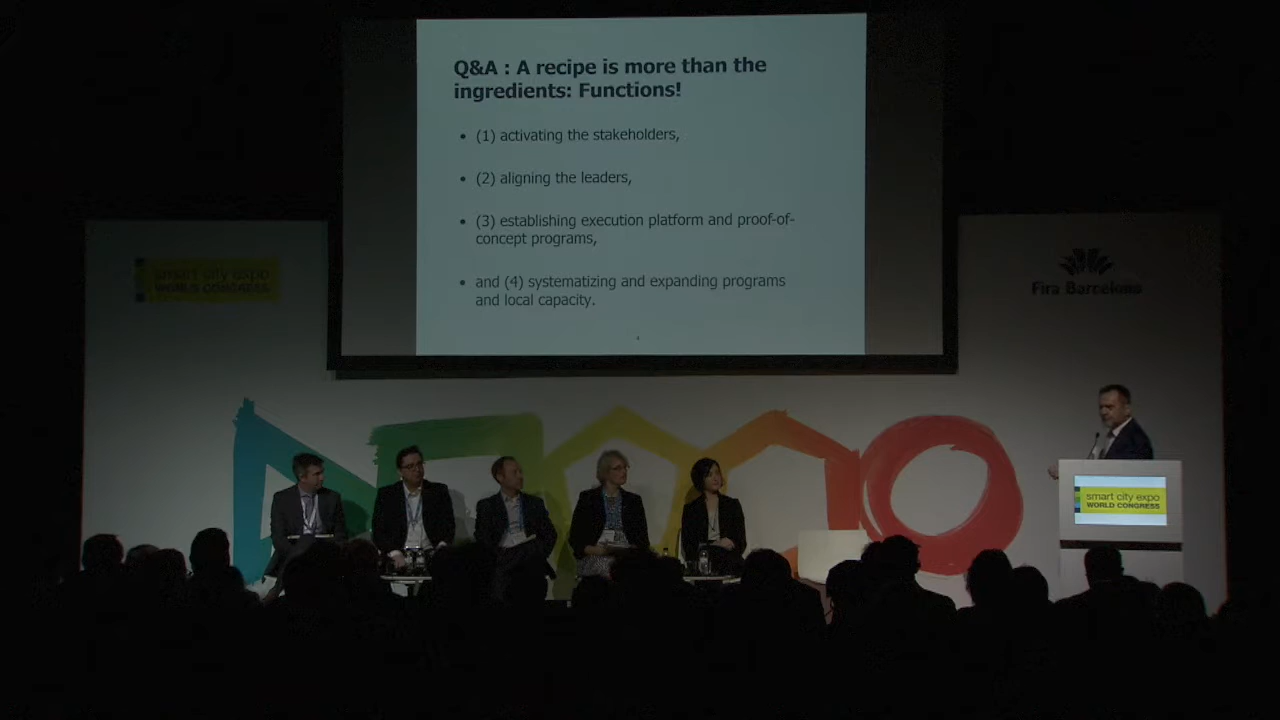 Q&A : A recipe is more than the
ingredients: Functions!
• (1) activating the stakeholders,
• (2) aligning the leaders,
• (3) establishing execution platform and proof-of-
concept programs,
• and (4) systematizing and expanding programs
and local capacity.
4
smart city expo
WORLD CONGRESS
Fira Barcelona
smart city expo
WORLD CONGRESS